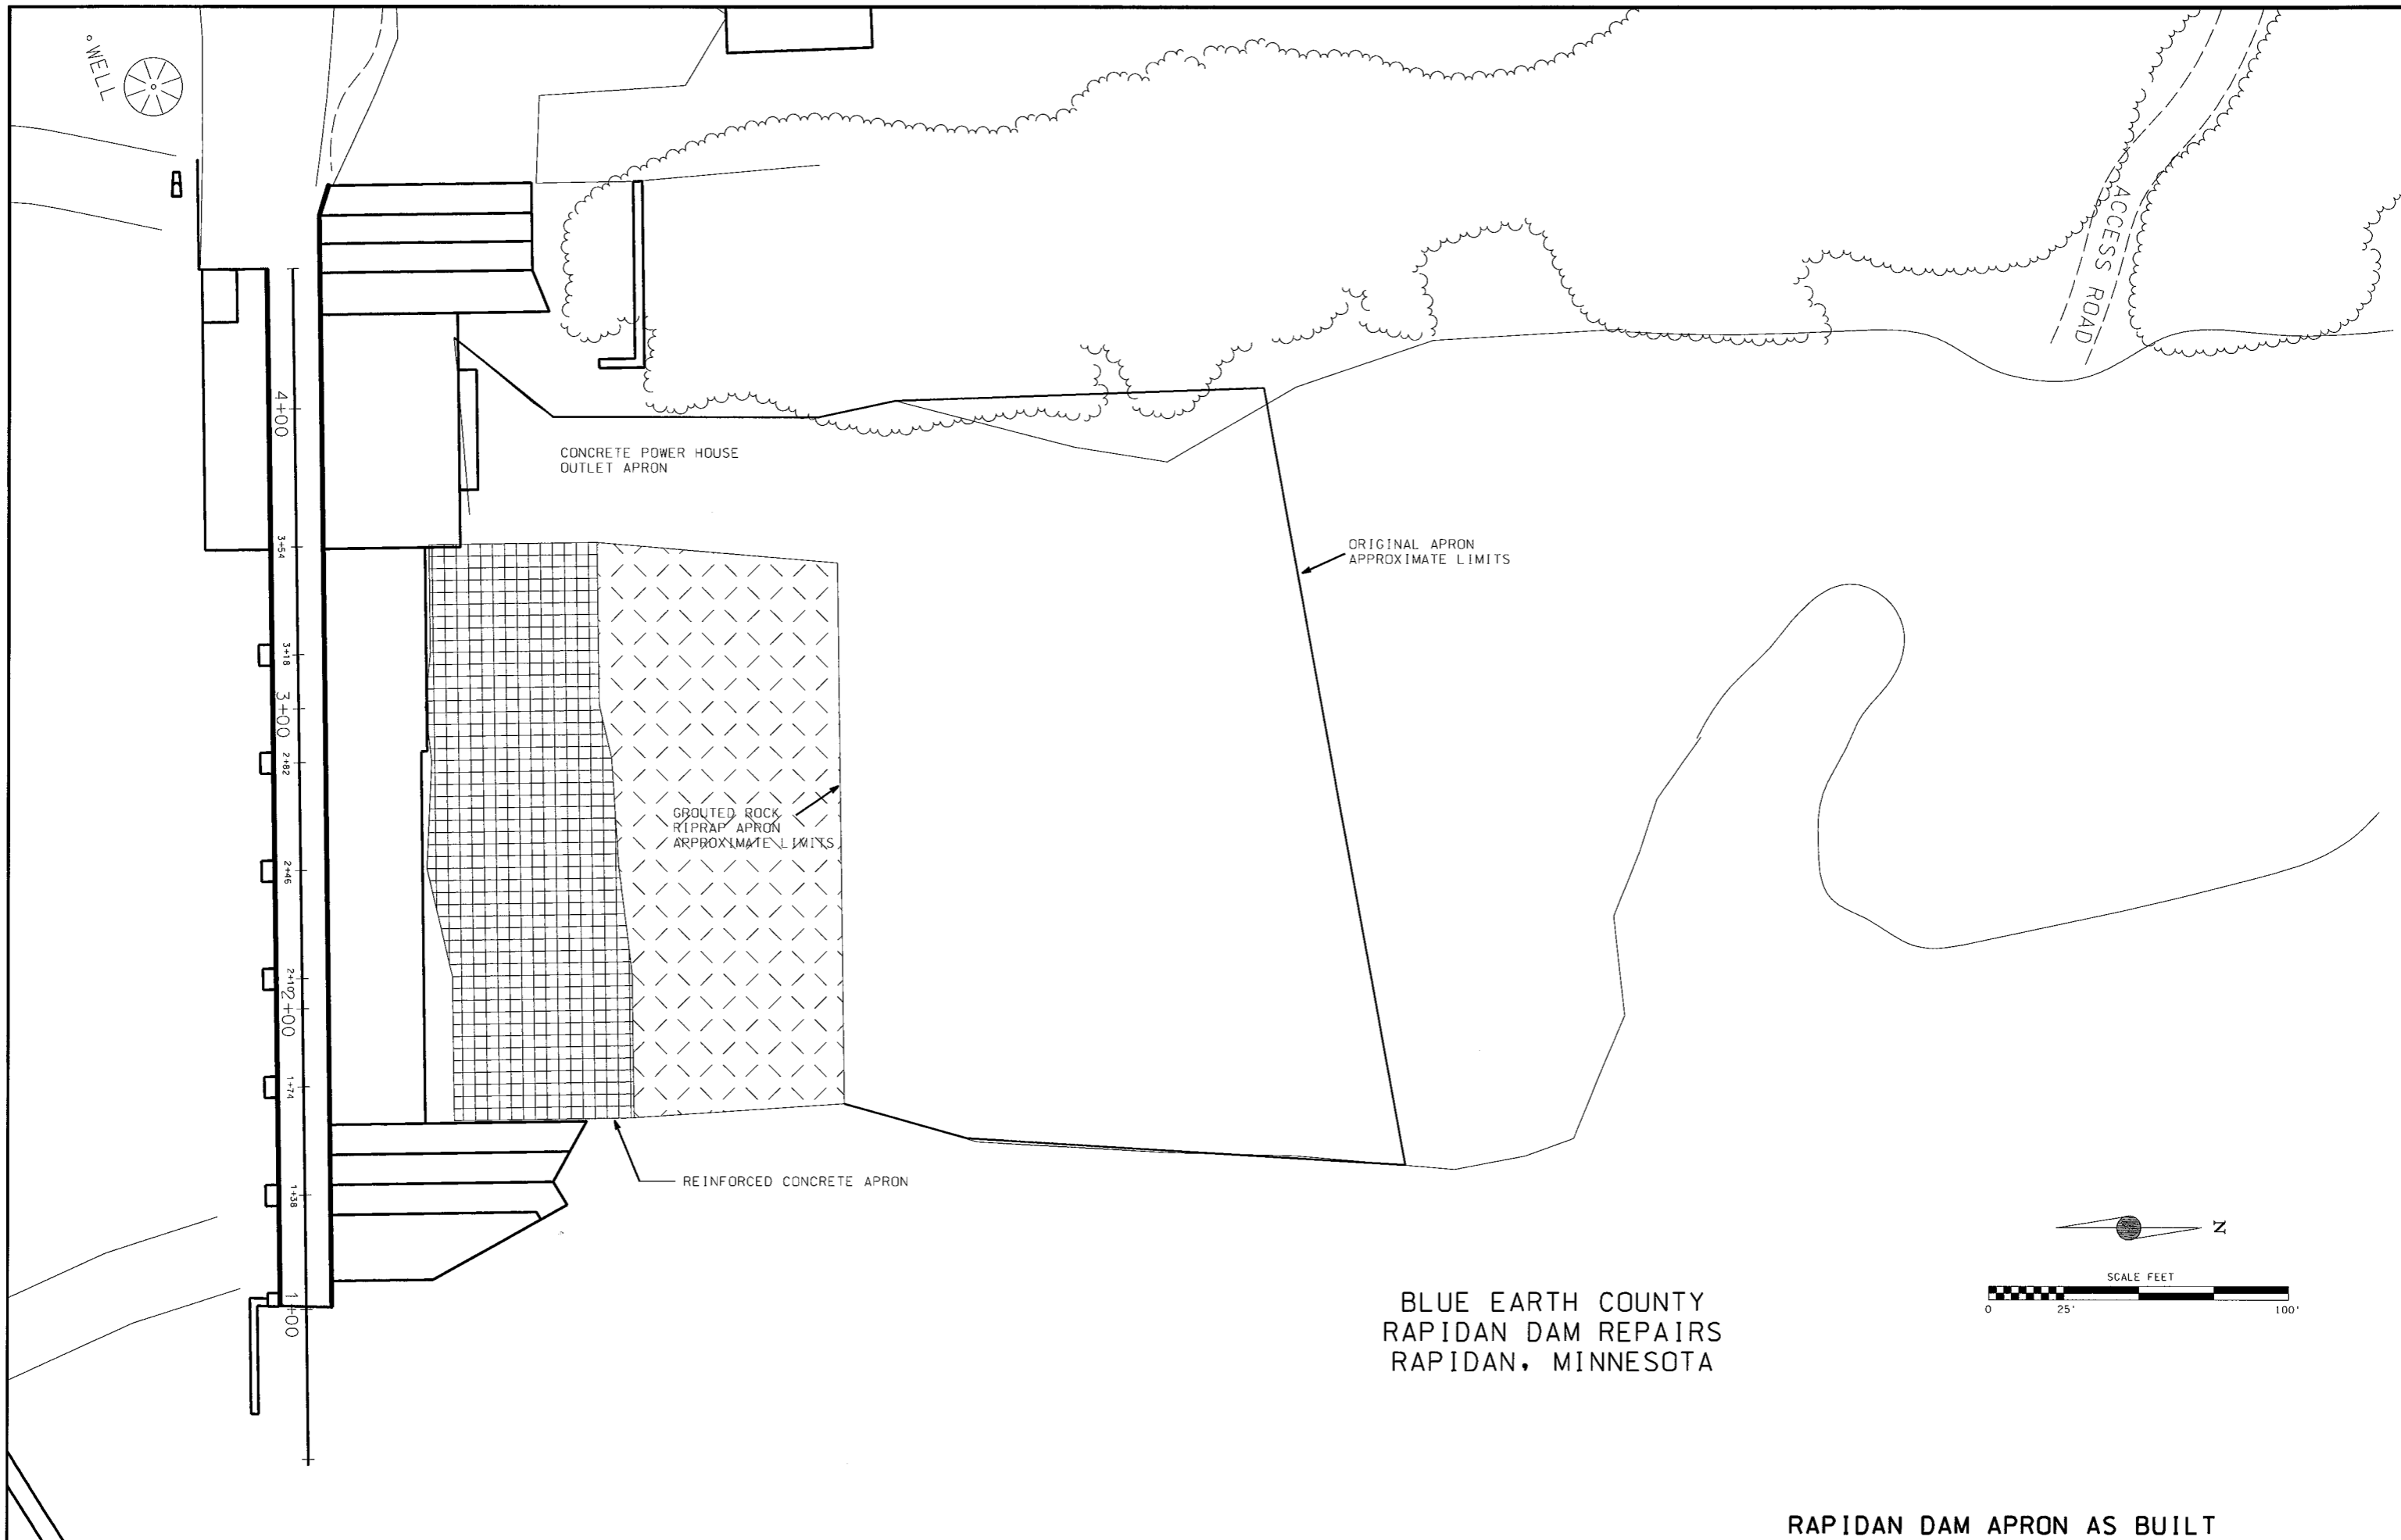 WELL
ACCESS ROAD
4+00
CONCRETE POWER HOUSE
OUTLET APRON
3+54
ORIGINAL APRON
APPROXIMATE LIMITS
3+18
3+00
2+82
GROUTED ROCK
RIPRAP APRON
APPROXIMATE LIMITS
2+46
2+10
2+00
1+74
REINFORCED CONCRETE APRON
1+38
N
SCALE FEET
0 25' 100'
1+00
BLUE EARTH COUNTY
RAPIDAN DAM REPAIRS
RAPIDAN, MINNESOTA
RAPIDAN DAM APRON AS BUILT